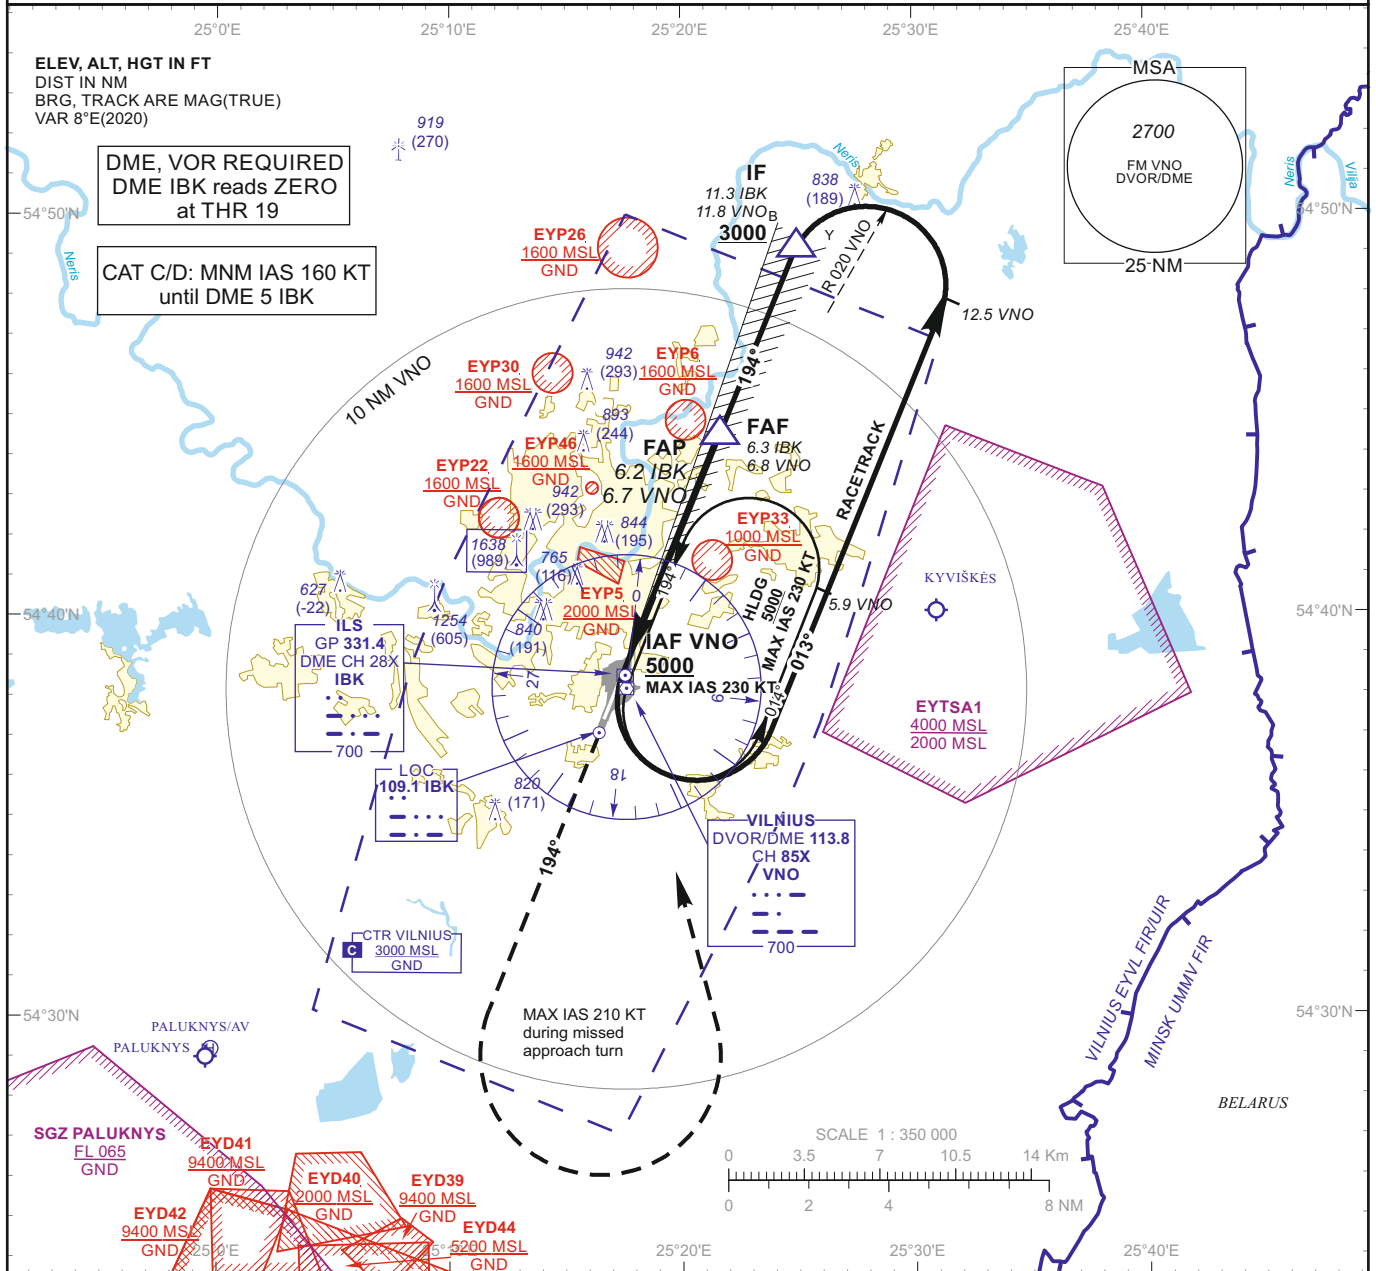 25°0'E
25°10'E
25°20'E
25°30'E
25°40'E
ELEV, ALT, HGT IN FT
DIST IN NM
BRG, TRACK ARE MAG(TRUE)
VAR 8°E(2020)
DME, VOR REQUIRED
DME IBK reads ZERO
at THR 19
CAT C/D: MNM IAS 160 KT
until DME 5 IBK
919
(270)
MSA
2700
FM VNO
DVOR/DME
25 NM
Neris
Neris
Neris
Vilija
54°50'N
54°50'N
IF
11.3 IBK
11.8 VNO
3000
B
Y
838
(189)
R 020 VNO
12.5 VNO
EYP26
1600 MSL
GND
10 NM VNO
EYP30
1600 MSL
GND
942
(293)
EYP6
1600 MSL
GND
194°
893
(244)
FAF
6.3 IBK
6.8 VNO
FAP
6.2 IBK
6.7 VNO
EYP46
1600 MSL
GND
EYP22
1600 MSL
GND
942
(293)
844
(195)
1638
(989)
765
(116)
EYP33
1000 MSL
GND
RACETRACK
EYP5
2000 MSL
GND
0
194°
HLDG
5000
MAX IAS 230 KT
5.9 VNO
013°
014°
KYVIŠKĖS
54°40'N
54°40'N
627
(-22)
1254
(605)
840
(191)
ILS
GP 331.4
DME CH 28X
IBK
700
27
9
18
IAF VNO
5000
MAX IAS 230 KT
EYTSA1
4000 MSL
2000 MSL
LOC
109.1 IBK
820
(171)
VILNIUS
DVOR/DME 113.8
CH 85X
VNO
700
194°
C
CTR VILNIUS
3000 MSL
GND
MAX IAS 210 KT
during missed
approach turn
VILNIUS EYVL FIR/UIR
MINSK UMMV FIR
54°30'N
54°30'N
PALUKNYS/AV
PALUKNYS
BELARUS
SGZ PALUKNYS
FL 065
GND
EYD41
9400 MSL
GND
EYD40
2000 MSL
GND
EYD39
9400 MSL
GND
EYD42
9400 MSL
GND
EYD44
5200 MSL
GND
SCALE 1 : 350 000
0
3.5
7
10.5
14 Km
0
2
4
8 NM
25°0'E
25°10'E
25°20'E
25°30'E
25°40'E